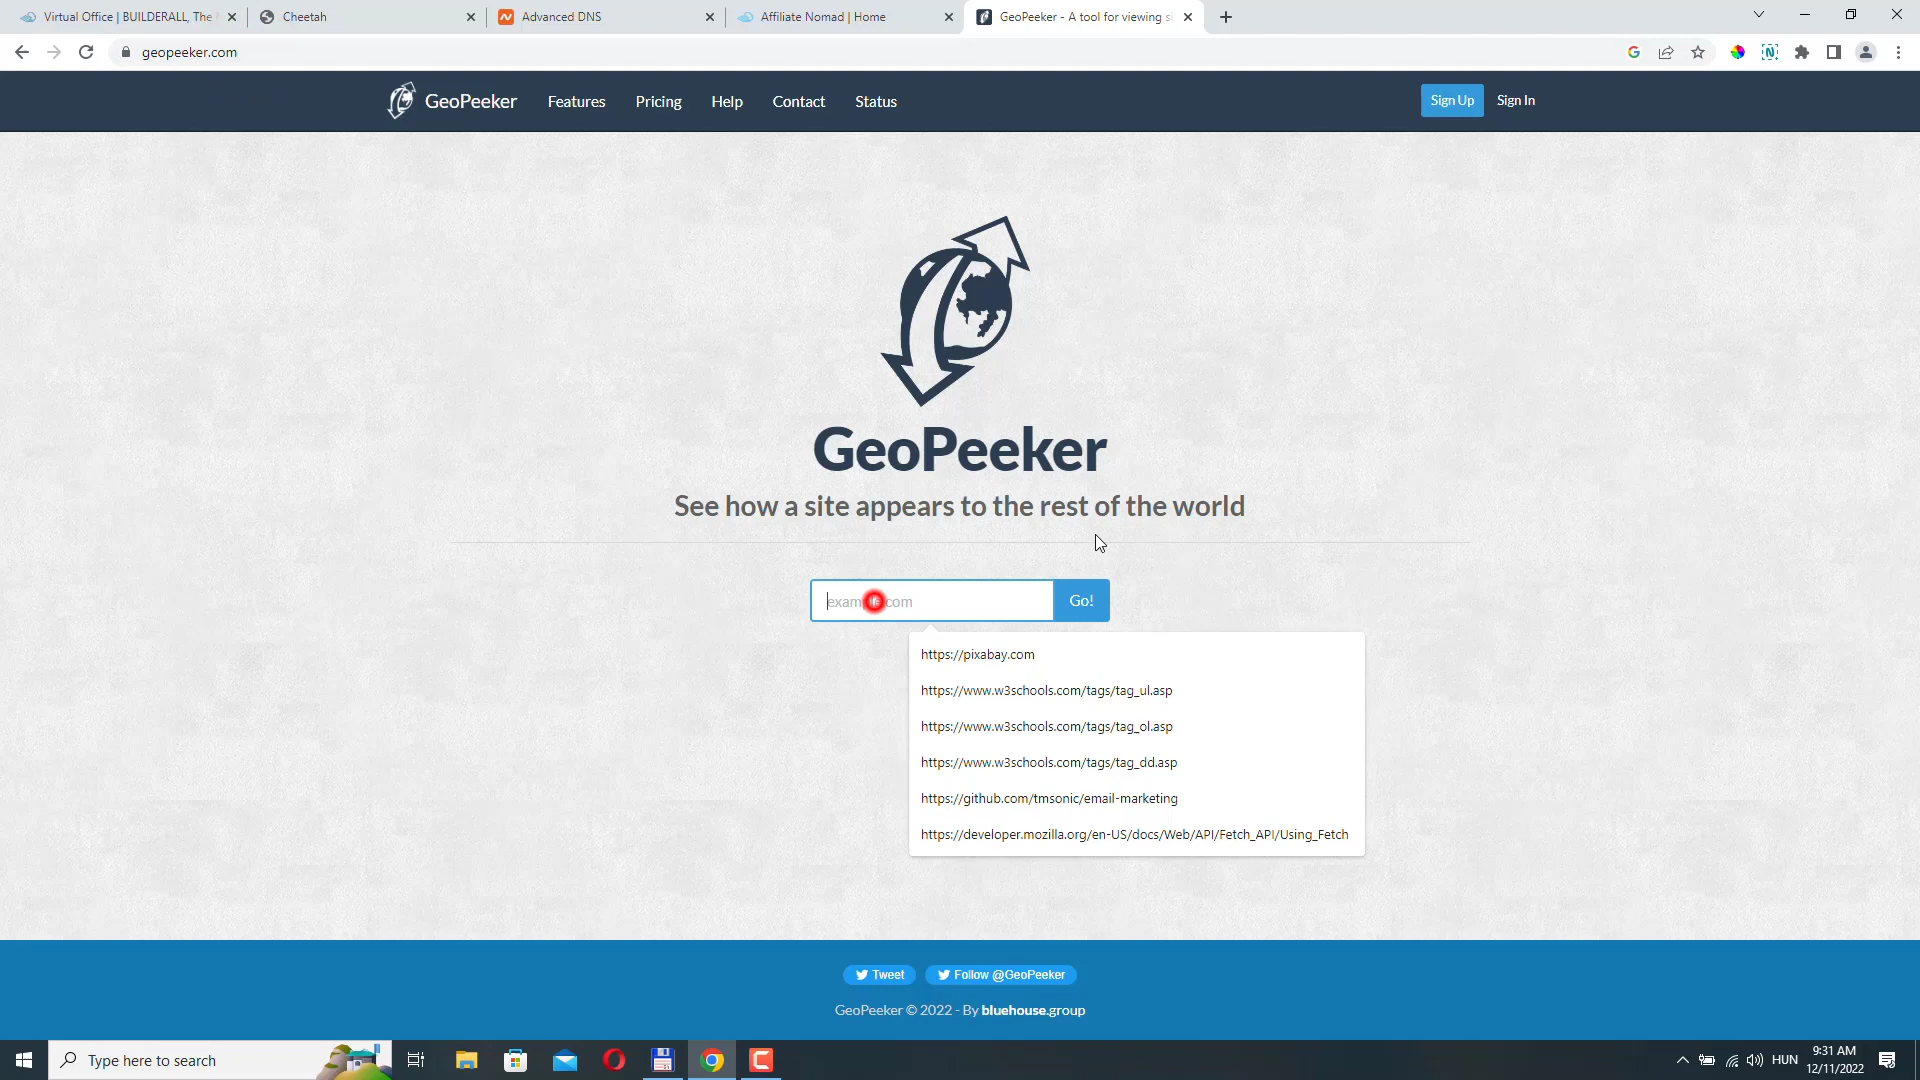 Virtual Office | BUILDERALL, The
Cheetah
Advanced DNS
Affiliate Nomad | Home
GeoPeeker - A tool for viewing si
geopeeker.com
GeoPeeker
Features
Pricing
Help
Contact
Status
Sign Up
Sign In
GeoPeeker
See how a site appears to the rest of the world
example.com
Go!
https://pixabay.com
https://www.w3schools.com/tags/tag_ul.asp
https://www.w3schools.com/tags/tag_ol.asp
https://www.w3schools.com/tags/tag_dd.asp
https://github.com/tmsonic/email-marketing
https://developer.mozilla.org/en-US/docs/Web/API/Fetch_API/Using_Fetch
Tweet
Follow @GeoPeeker
GeoPeeker © 2022 - By bluehouse.group
Type here to search
HUN
9:31 AM
12/11/2022